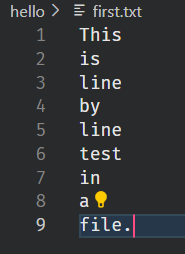 hello > first.txt
1 This
2 is
3 line
4 by
5 line
6 test
7 in
8 a
9 file.